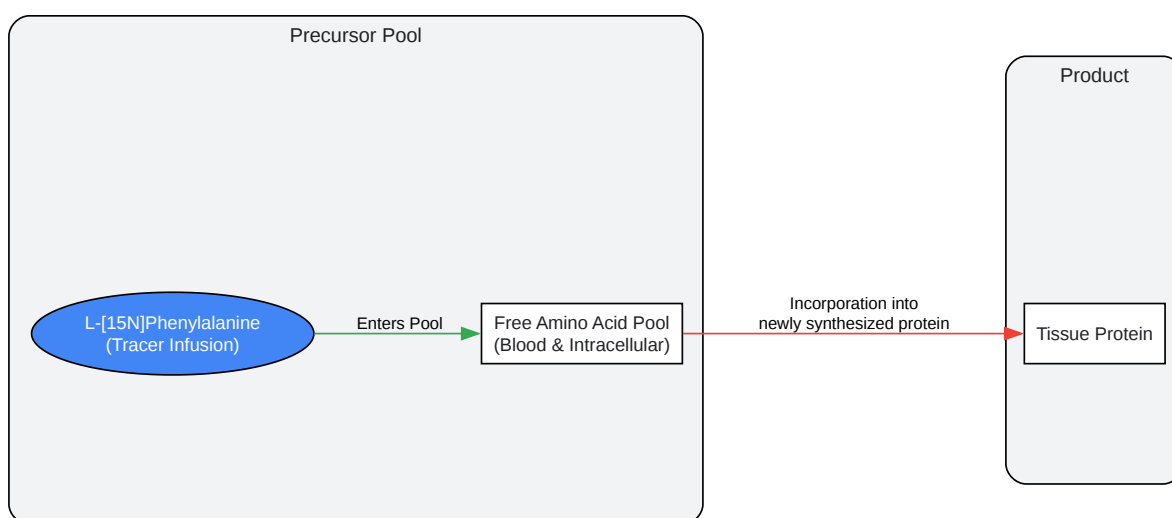 Precursor Pool
Product
L-[15N]Phenylalanine
(Tracer Infusion)
Enters Pool
Free Amino Acid Pool
(Blood & Intracellular)
Incorporation into
newly synthesized protein
Tissue Protein